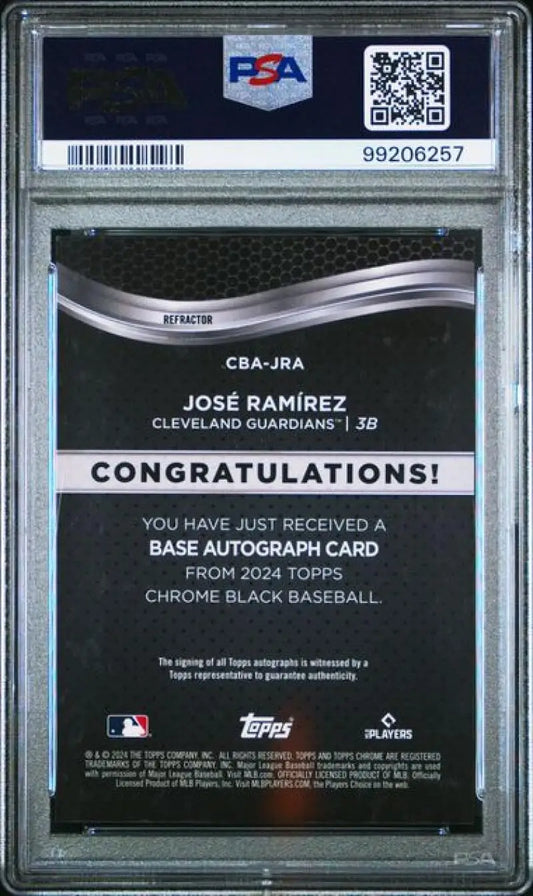 PSA
99206257
REFRACTOR
CBA-JRA
JOSÉ RAMÍREZ
CLEVELAND GUARDIANS™ | 3B
CONGRATULATIONS!
YOU HAVE JUST RECEIVED A
BASE AUTOGRAPH CARD
FROM 2024 TOPPS
CHROME BLACK BASEBALL.
The signing of all Topps autographs is witnessed by a
Topps representative to guarantee authenticity.
Topps
PLAYERS
® & © 2024 THE TOPPS COMPANY, INC. ALL RIGHTS RESERVED. TOPPS AND TOPPS CHROME ARE REGISTERED
TRADEMARKS OF THE TOPPS COMPANY, INC. Major League Baseball trademarks and copyrights are used
with permission of Major League Baseball. Visit MLB.com. OFFICIALLY LICENSED PRODUCT OF MLB. Officially
Licensed Product of MLB Players, Inc. Visit MLBPLAYERS.COM, the Players Choice on the web.
PSA